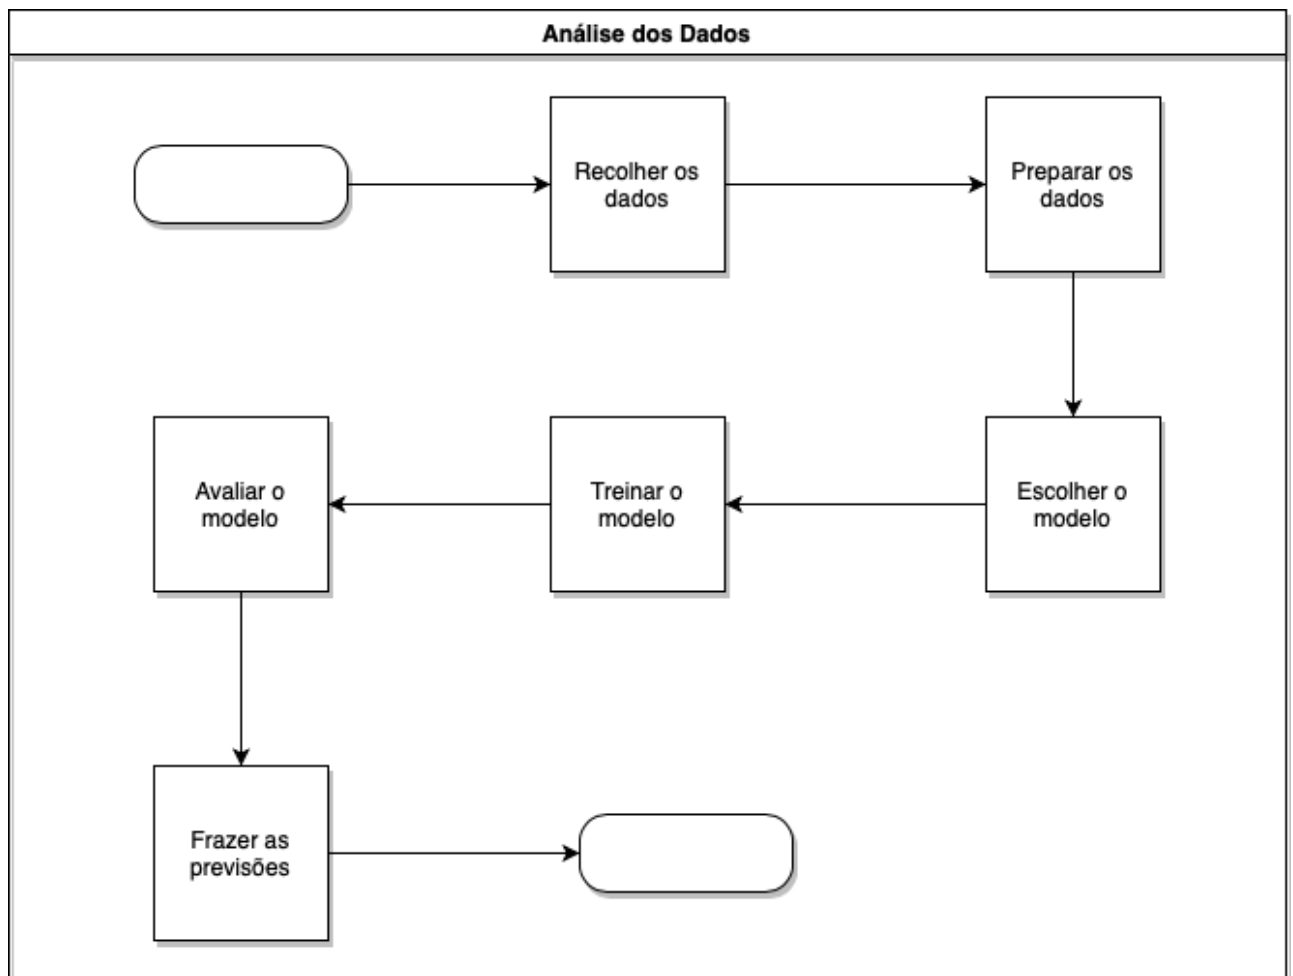 Análise dos Dados
Recolher os
dados
Preparar os
dados
Escolher o
modelo
Treinar o
modelo
Avaliar o
modelo
Frazer as
previsões